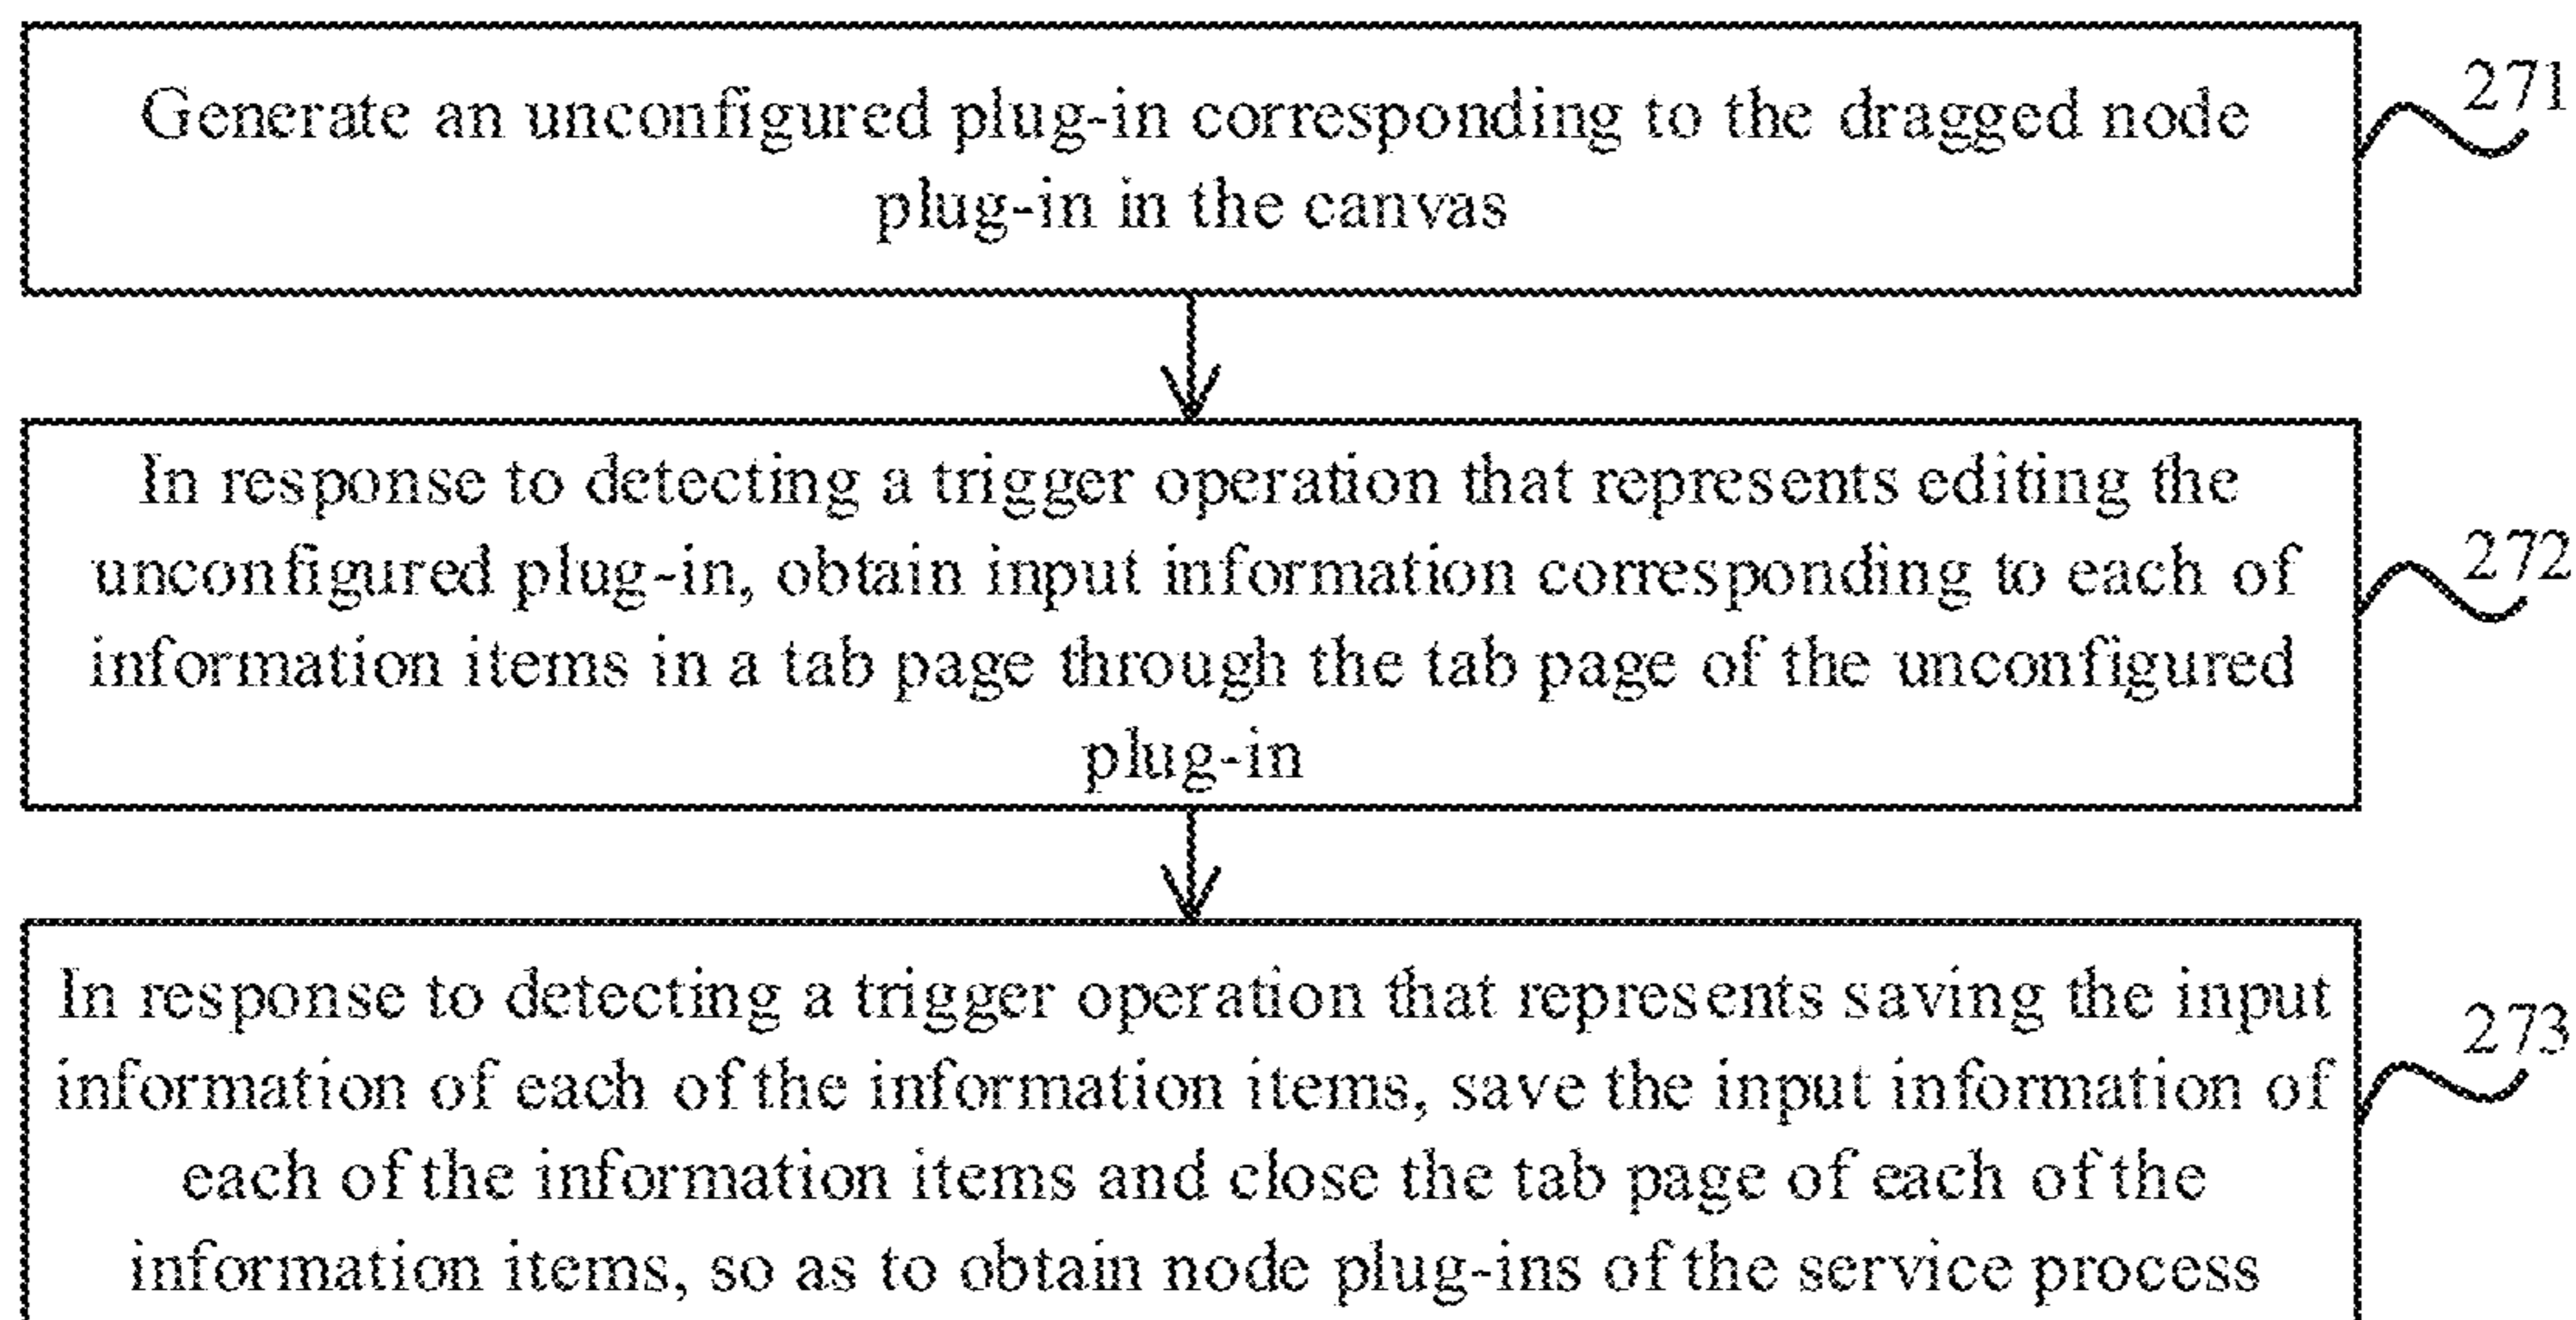 Generate an unconfigured plug-in corresponding to the dragged node
plug-in in the canvas
271
In response to detecting a trigger operation that represents editing the
unconfigured plug-in, obtain input information corresponding to each of
information items in a tab page through the tab page of the unconfigured
plug-in
272
In response to detecting a trigger operation that represents saving the input
information of each of the information items, save the input information of
each of the information items and close the tab page of each of the
information items, so as to obtain node plug-ins of the service process
273